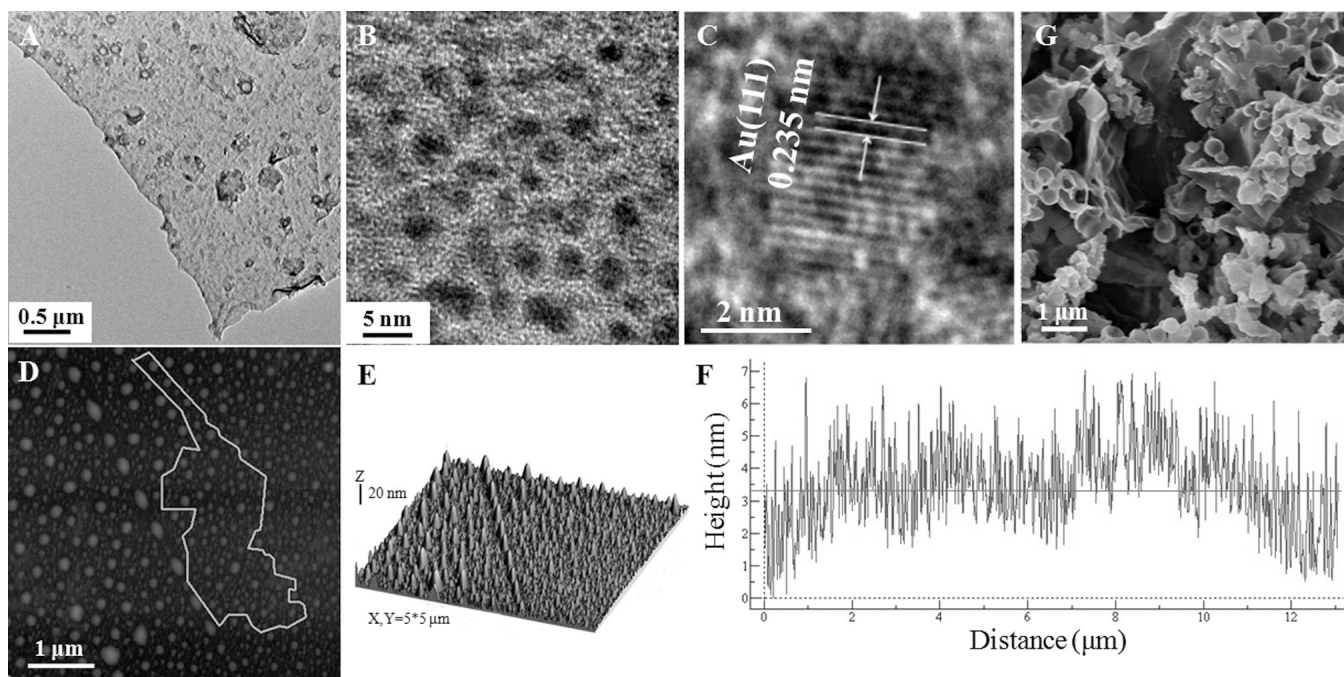 A
0.5 μm
B
5 nm
C
Au(111)
0.235 nm
2 nm
G
1 μm
D
1 μm
E
Z
20 nm
X,Y=5*5 μm
F
Height (nm)
7
6
5
4
3
2
1
0
0 2 4 6 8 10 12
Distance (μm)